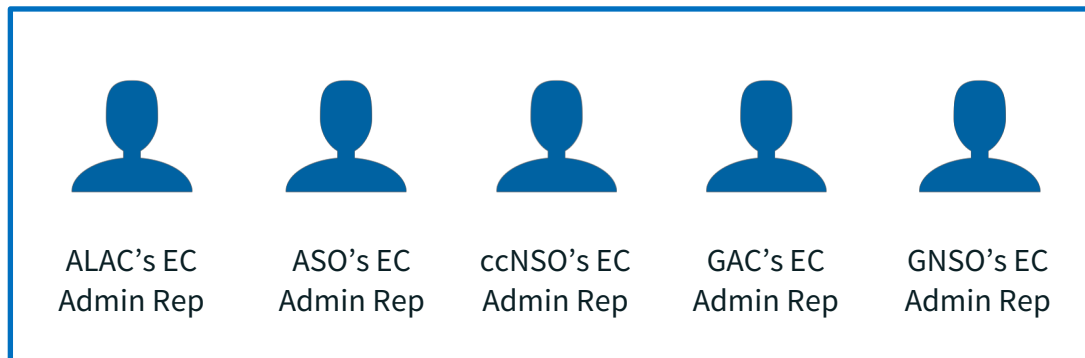 ALAC’s EC
Admin Rep
ASO’s EC
Admin Rep
ccNSO’s EC
Admin Rep
GAC’s EC
Admin Rep
GNSO’s EC
Admin Rep